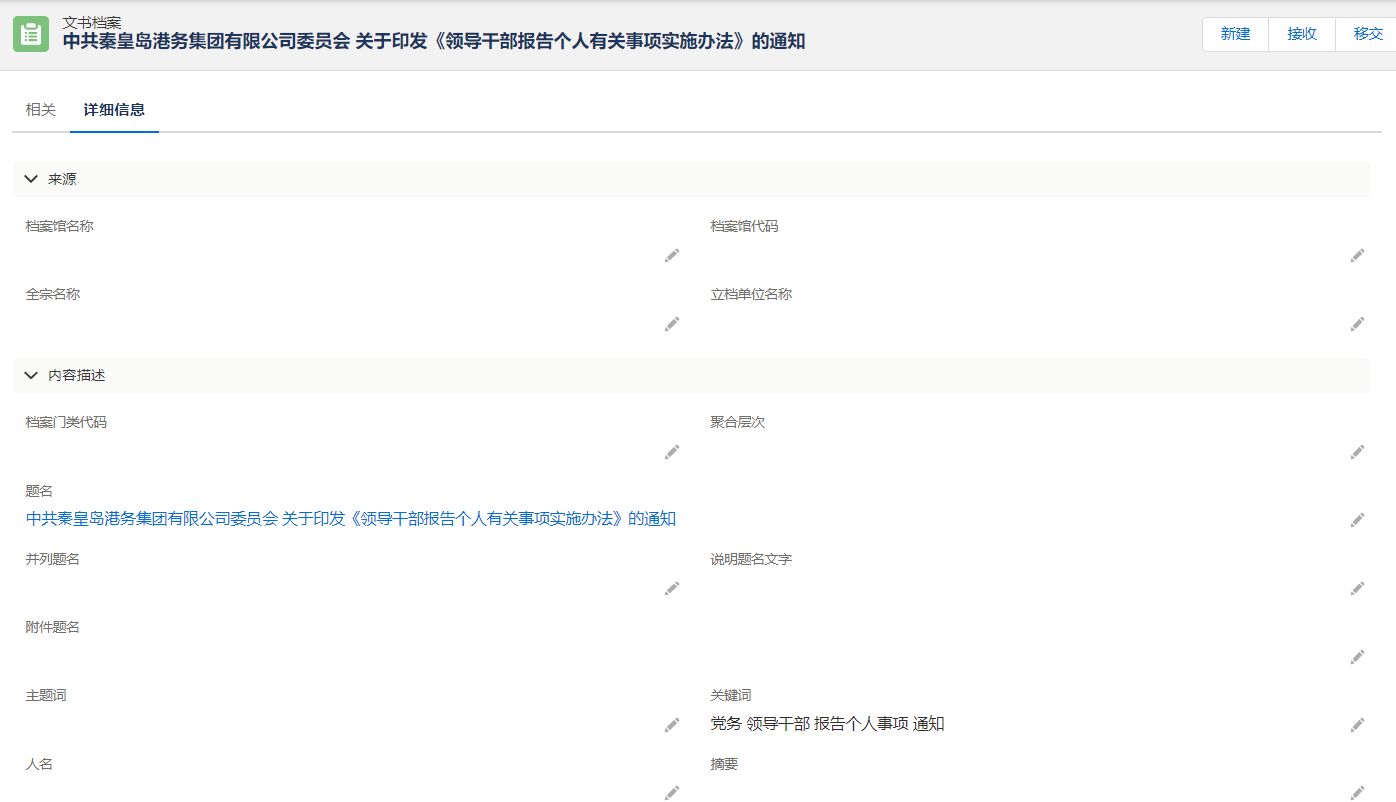 文书档案
中共秦皇岛港务集团有限公司委员会 关于印发《领导干部报告个人有关事项实施办法》的通知
新建 接收 移交
相关 详细信息
来源
档案馆名称 档案馆代码
全宗名称 立档单位名称
内容描述
档案门类代码 聚合层次
题名
中共秦皇岛港务集团有限公司委员会 关于印发《领导干部报告个人有关事项实施办法》的通知
并列题名 说明题名文字
附件题名
主题词 关键词
党务 领导干部 报告个人事项 通知
人名 摘要